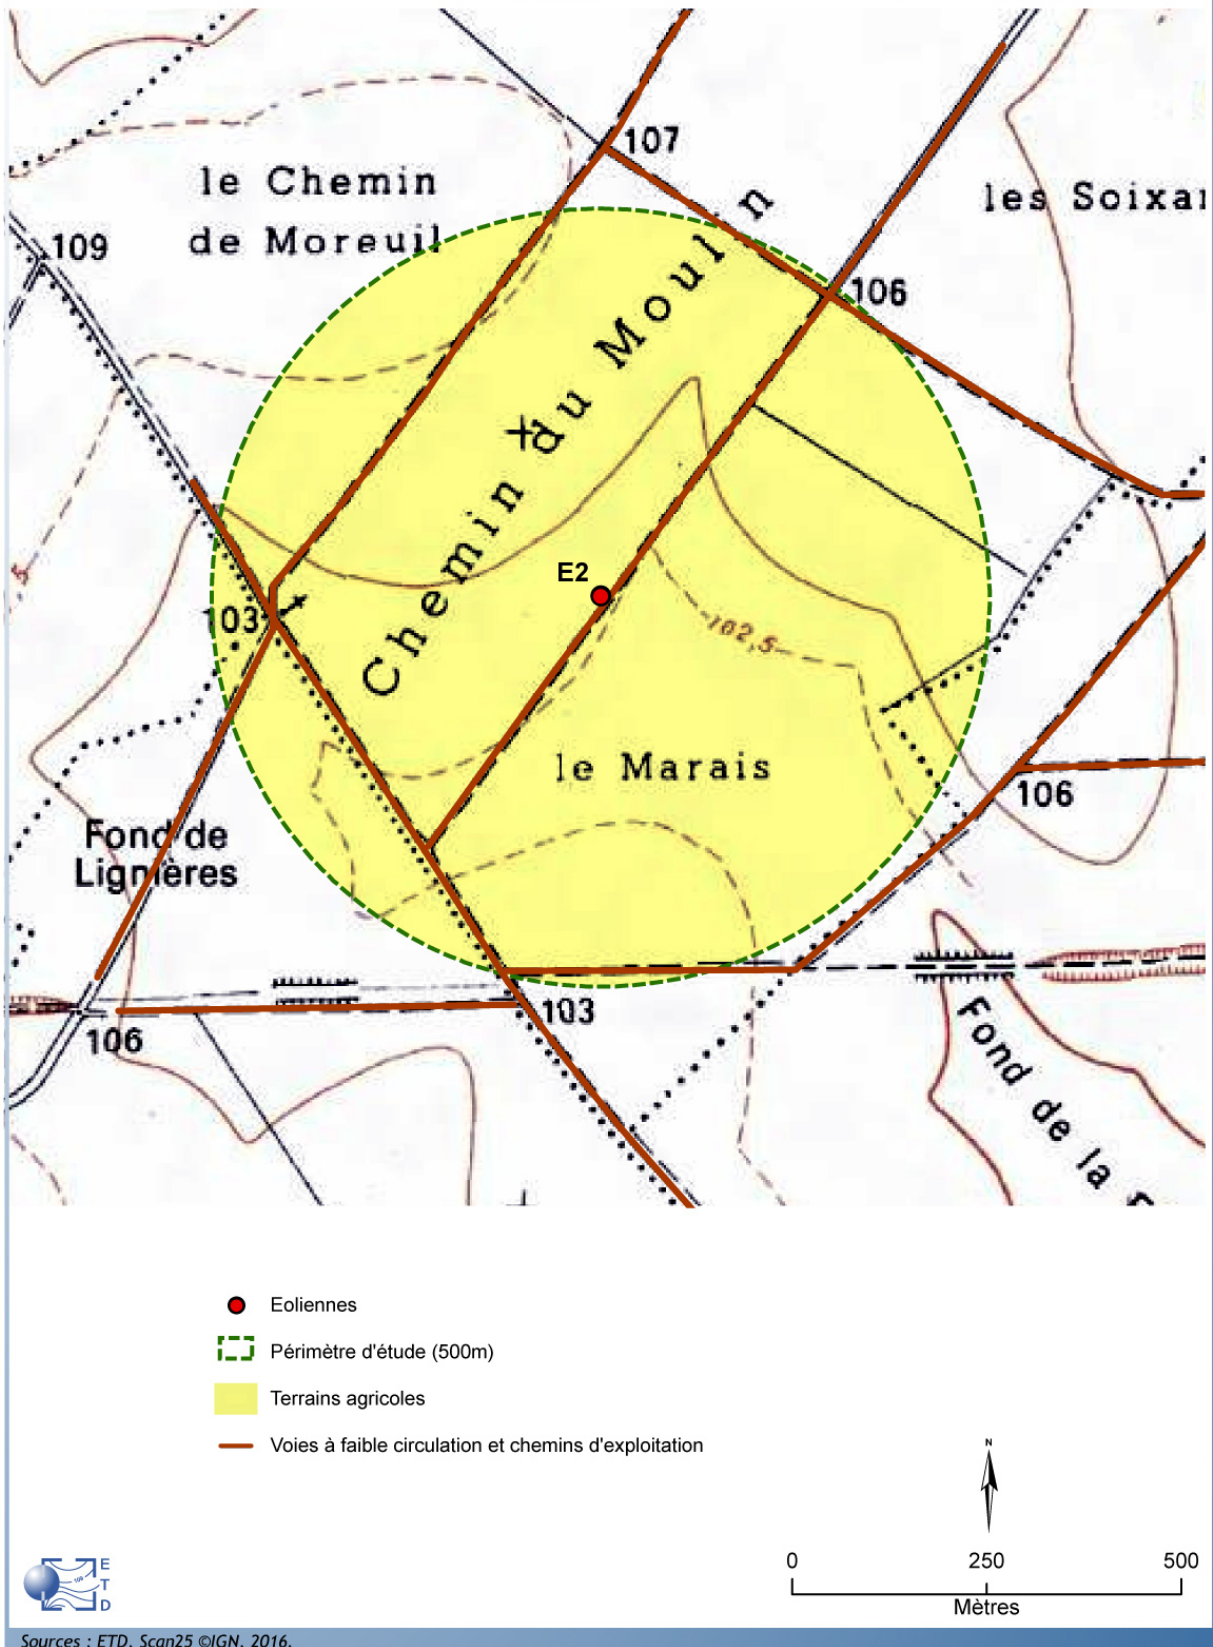 107
le Chemin
de Moreuil
les Soixan
109
106
Chemin du Moulin
5
E2
103
102,5
le Marais
106
Fond de
Lignières
103
106
Fond de la
Eoliennes
Périmètre d'étude (500m)
Terrains agricoles
Voies à faible circulation et chemins d'exploitation
N
0 250 500
Mètres
E
T
D
Sources : ETD, Scan25 ©IGN, 2016.